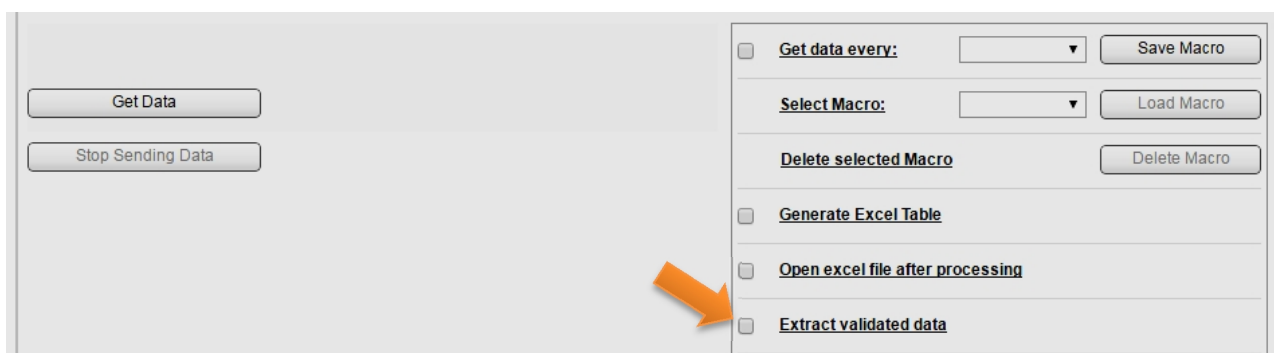 Get data every: Save Macro
Get Data
Select Macro: Load Macro
Stop Sending Data
Delete selected Macro Delete Macro
Generate Excel Table
Open excel file after processing
Extract validated data